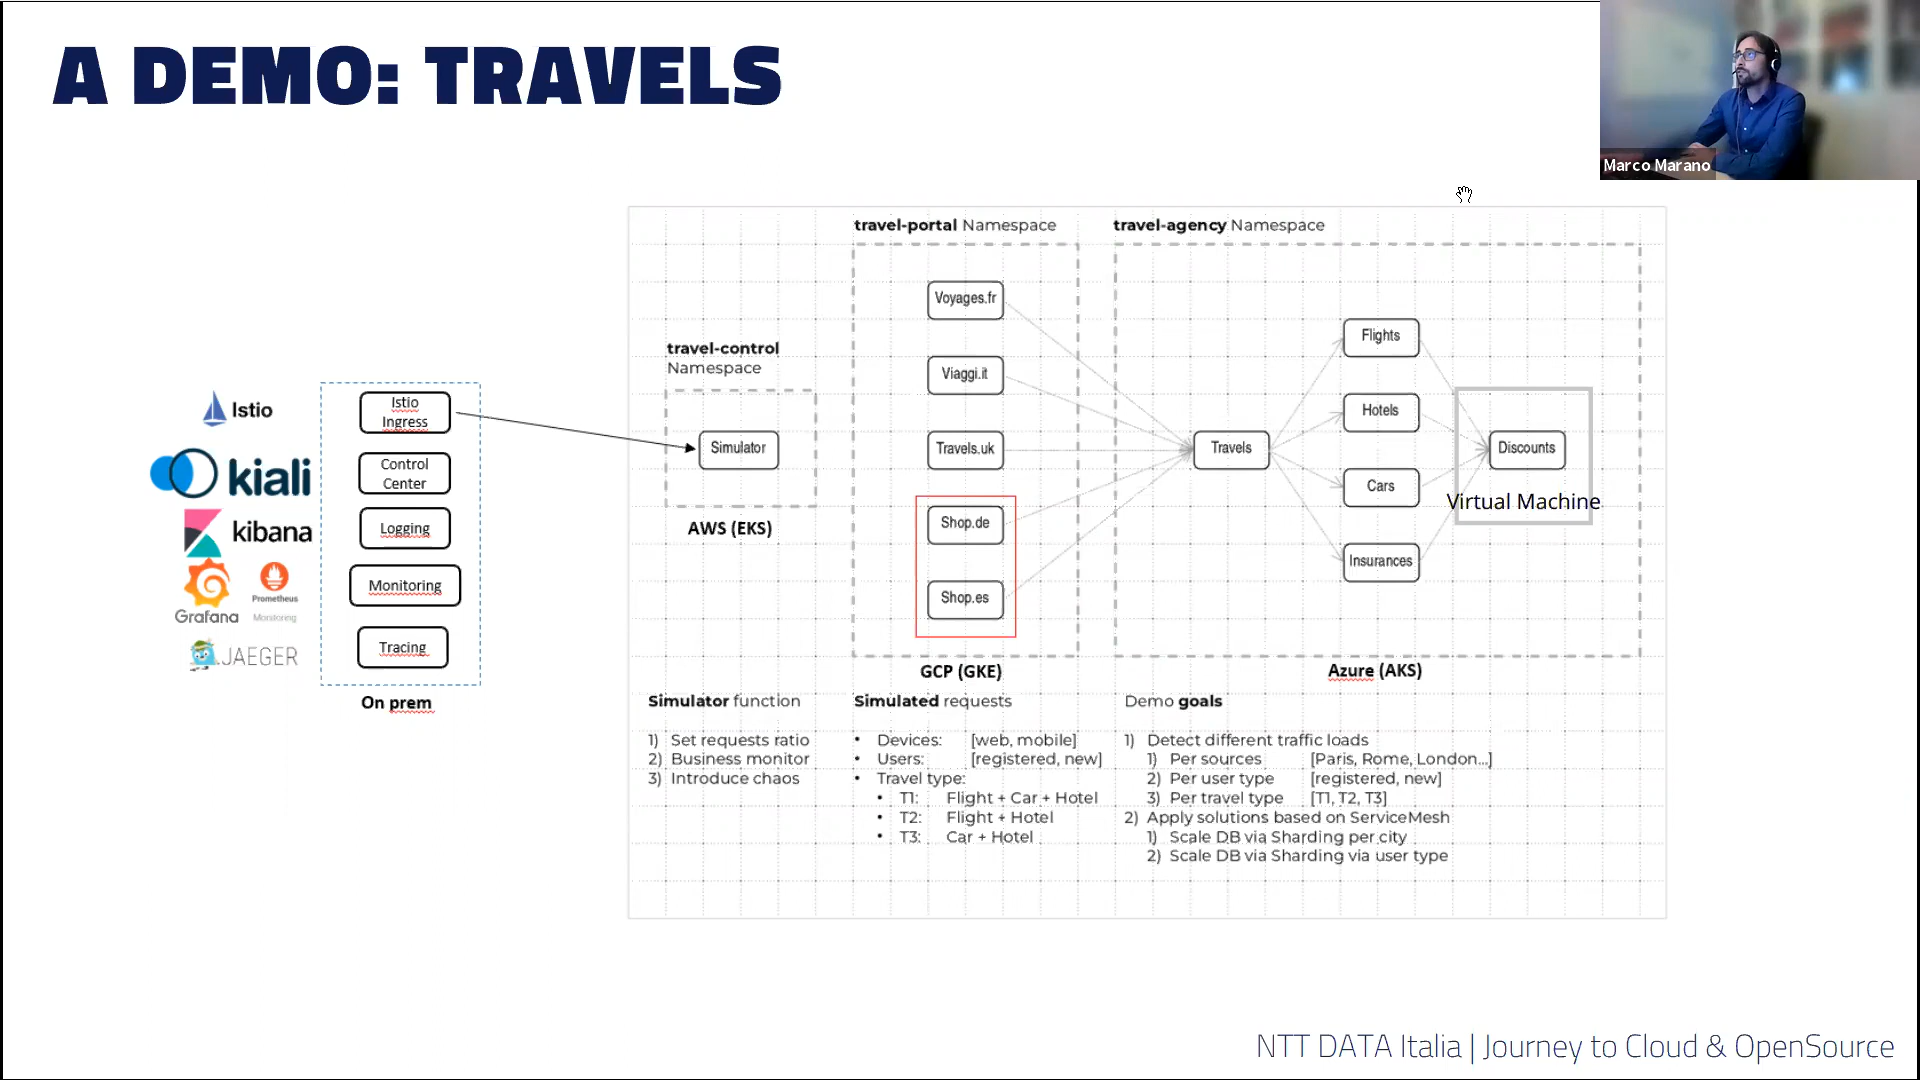 A DEMO: TRAVELS
Marco Marano
travel-portal Namespace
travel-agency Namespace
Voyages.fr
Flights
travel-control
Namespace
Viaggi.it
Istio
Istio
Ingress
Hotels
Simulator
Travels.uk
Travels
Discounts
kiali
Control
Center
Cars
Virtual Machine
kibana
Logging
AWS (EKS)
Shop.de
Insurances
Grafana
Prometheus
Monitoring
Monitoring
Shop.es
JAEGER
Tracing
GCP (GKE)
Azure (AKS)
On prem
Simulator function
1) Set requests ratio
2) Business monitor
3) Introduce chaos
Simulated requests
• Devices: [web, mobile]
• Users: [registered, new]
• Travel type:
• T1: Flight + Car + Hotel
• T2: Flight + Hotel
• T3: Car + Hotel
Demo goals
1) Detect different traffic loads
1) Per sources [Paris, Rome, London...]
2) Per user type [registered, new]
3) Per travel type [T1, T2, T3]
2) Apply solutions based on ServiceMesh
1) Scale DB via Sharding per city
2) Scale DB via Sharding via user type
NTT DATA Italia | Journey to Cloud & OpenSource